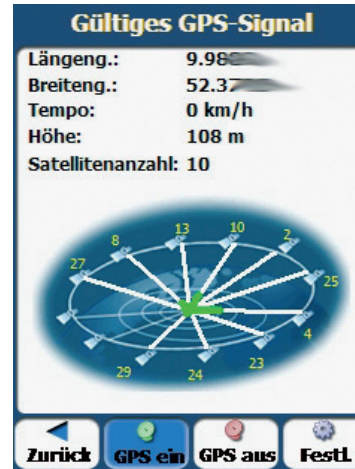 Gültiges GPS-Signal
Längeng.: 9.98
Breiteng.: 52.37
Tempo: 0 km/h
Höhe: 108 m
Satellitenanzahl: 10
13 10 2
8
27 25
4
29 24 23
Zurück GPS ein GPS aus Festl.